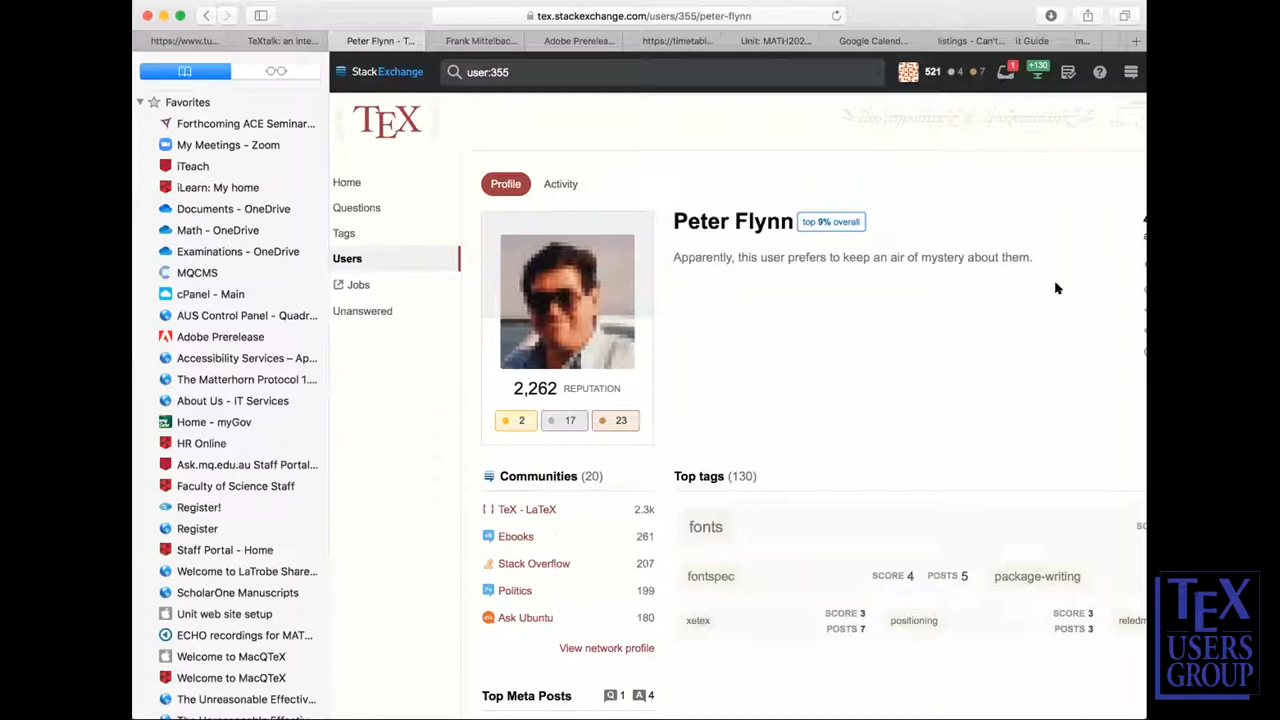 tex.stackexchange.com/users/355/peter-flynn
https://www.tu...
TeXtalk: an inte...
Peter Flynn - T...
Frank Mittelbac...
Adobe Prerelea...
https://timetabl...
Unit: MATH202...
Google Calend...
listings - Can't...
it Guide
m...
Favorites
Forthcoming ACE Seminar...
My Meetings - Zoom
iTeach
iLearn: My home
Documents - OneDrive
Math - OneDrive
Examinations - OneDrive
MQCMS
cPanel - Main
AUS Control Panel - Quadr...
Adobe Prerelease
Accessibility Services – Ap...
The Matterhorn Protocol 1....
About Us - IT Services
Home - myGov
HR Online
Ask.mq.edu.au Staff Portal...
Faculty of Science Staff
Register!
Register
Staff Portal - Home
Welcome to LaTrobe Share...
ScholarOne Manuscripts
Unit web site setup
ECHO recordings for MAT...
Welcome to MacQTeX
Welcome to MacQTeX
The Unreasonable Effectiv...
StackExchange
user:355
521 4 7
1
+130
TEX
Home
Questions
Tags
Users
Jobs
Unanswered
Profile Activity
Peter Flynn top 9% overall
Apparently, this user prefers to keep an air of mystery about them.
2,262 REPUTATION
2 17 23
Communities (20)
TeX - LaTeX 2.3k
Ebooks 261
Stack Overflow 207
Politics 199
Ask Ubuntu 180
View network profile
Top Meta Posts Q 1 A 4
Top tags (130)
fonts
fontspec SCORE 4 POSTS 5 package-writing
xetex SCORE 3 POSTS 7 positioning SCORE 3 POSTS 3 reledm
TEX
USERS
GROUP